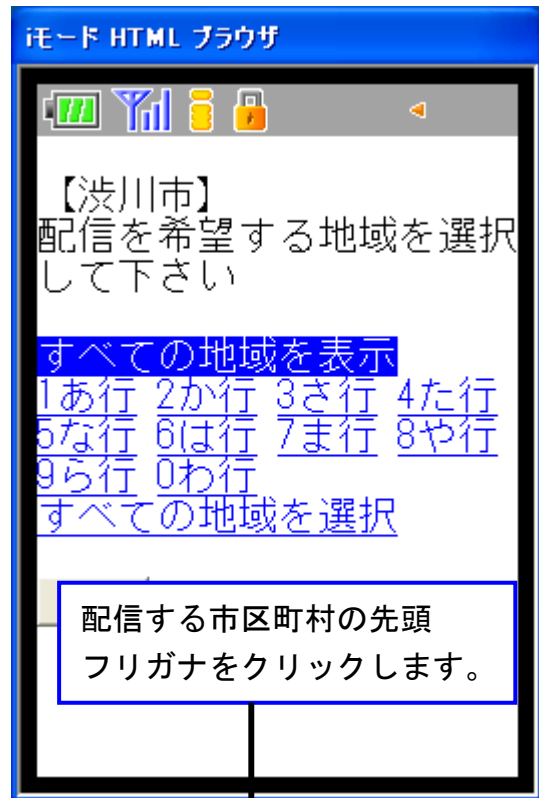 iモード HTML ブラウザ
【渋川市】
配信を希望する地域を選択
して下さい
すべての地域を表示
1あ行 2か行 3さ行 4た行
5な行 6は行 7ま行 8や行
9ら行 0わ行
すべての地域を選択
配信する市区町村の先頭
フリガナをクリックします。